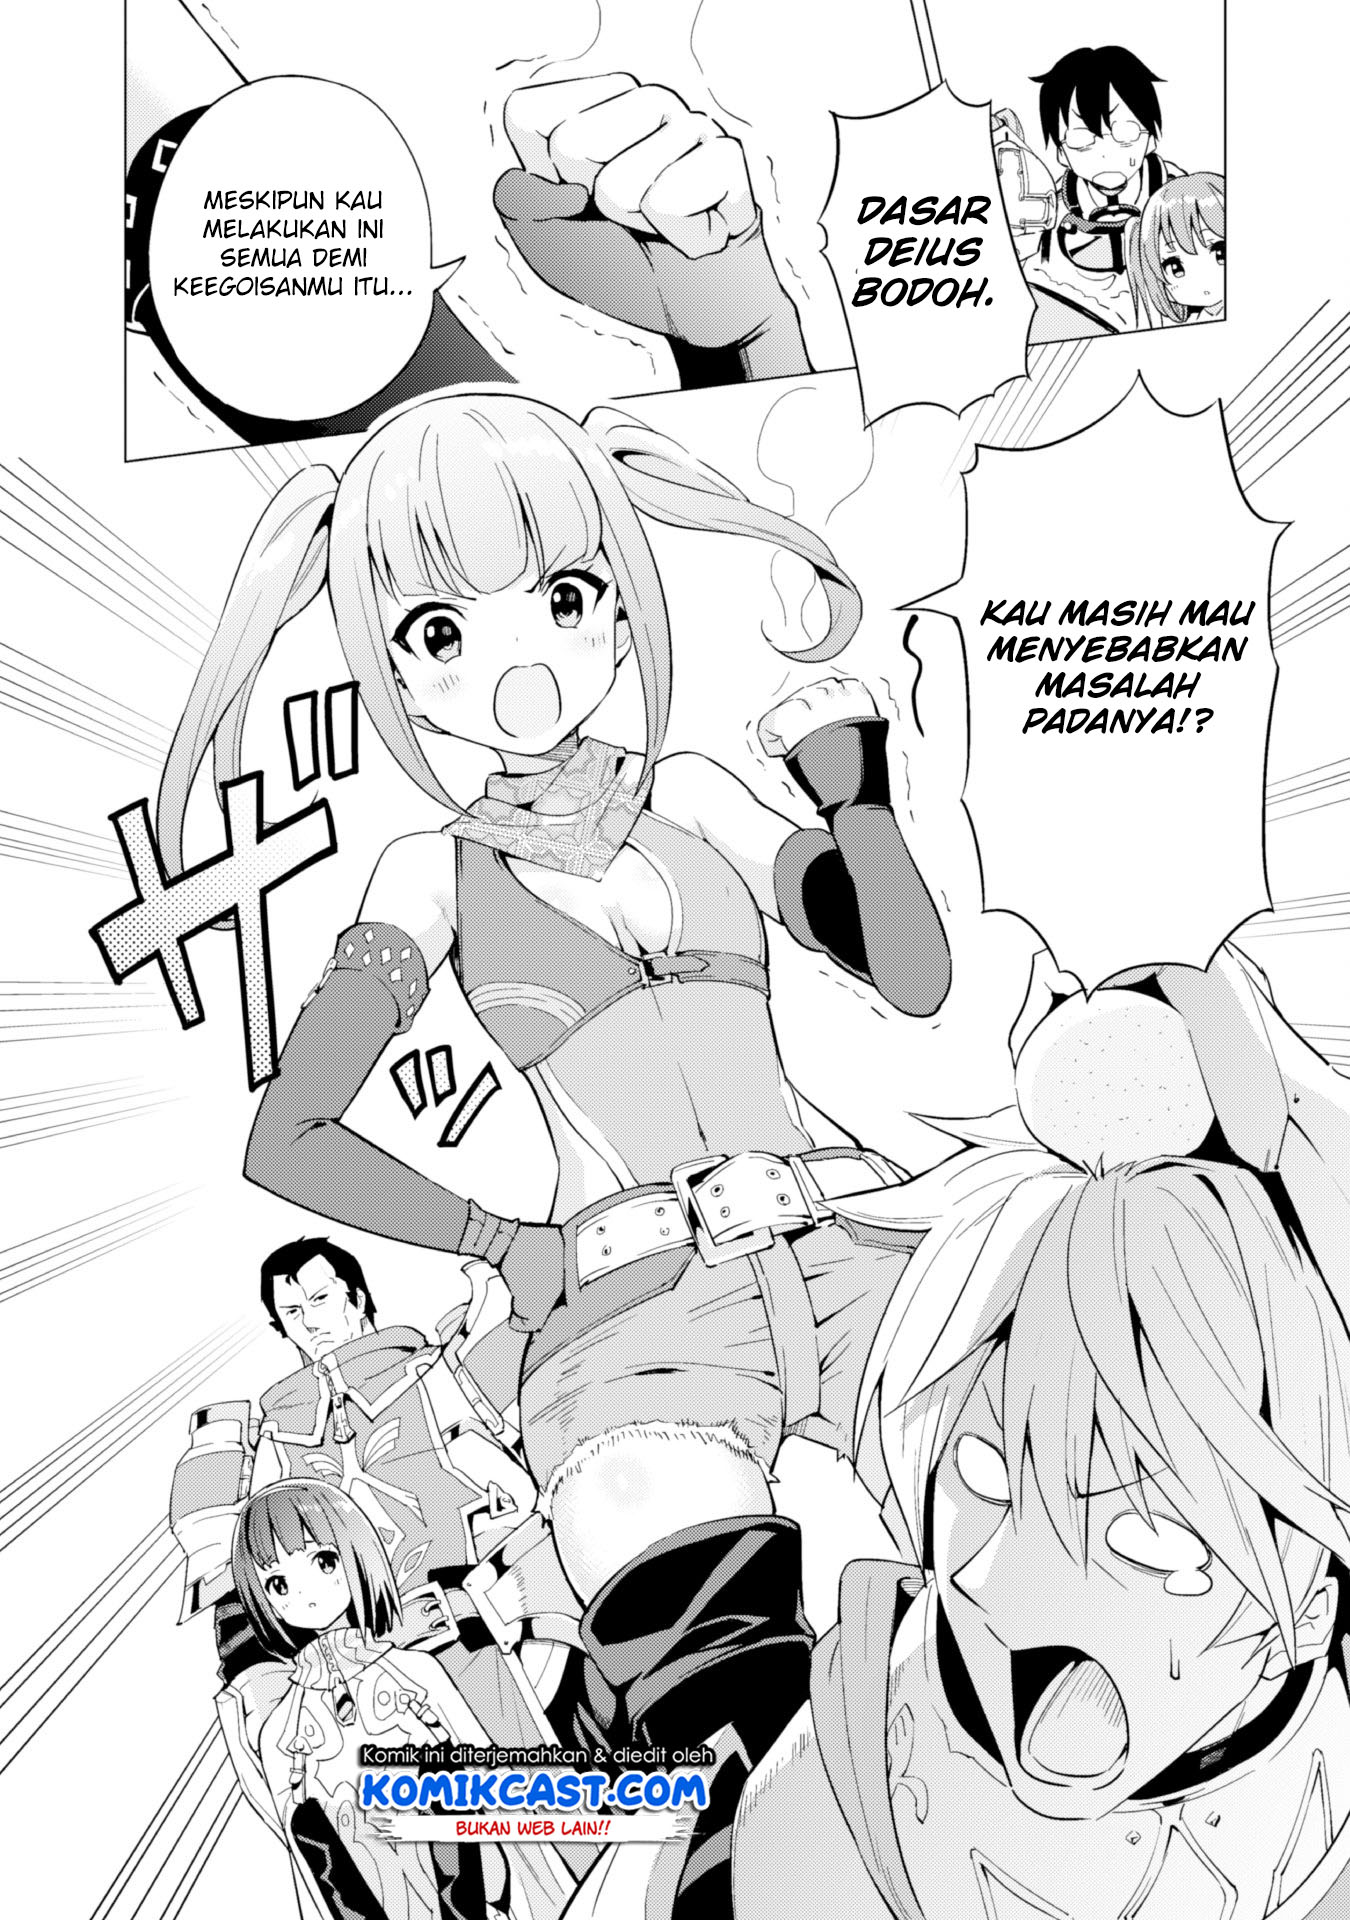 DASAR
DEIUS
BODOH.
MESKIPUN KAU
MELAKUKAN INI
SEMUA DEMI
KEEGOISANMU ITU...
KAU MASIH MAU
MENYEBABKAN
MASALAH
PADANYA!?
ザッ
Komik ini diterjemahkan & diedit oleh
KOMIKCAST.COM
BUKAN WEB LAIN!!